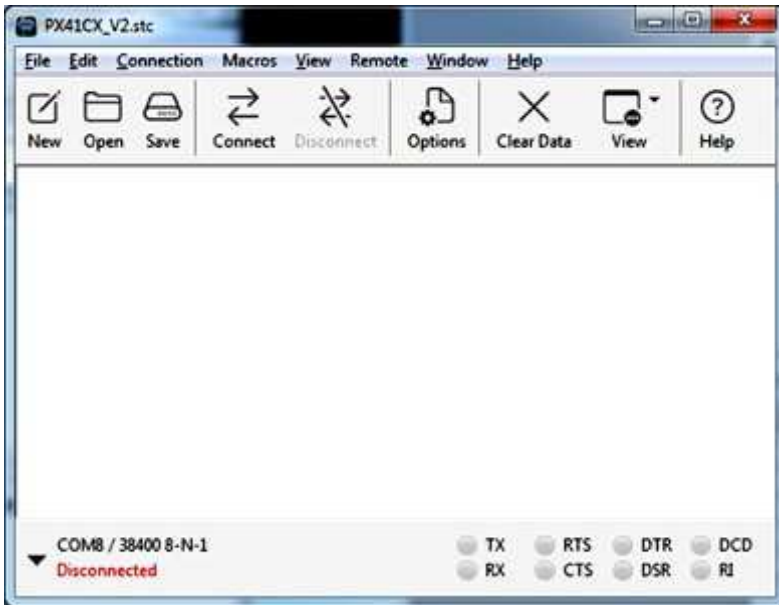 PX41CX_V2.stc
File Edit Connection Macros View Remote Window Help
New Open Save Connect Disconnect Options Clear Data View Help
COM8 / 38400 8-N-1
Disconnected
TX RTS DTR DCD
RX CTS DSR RI